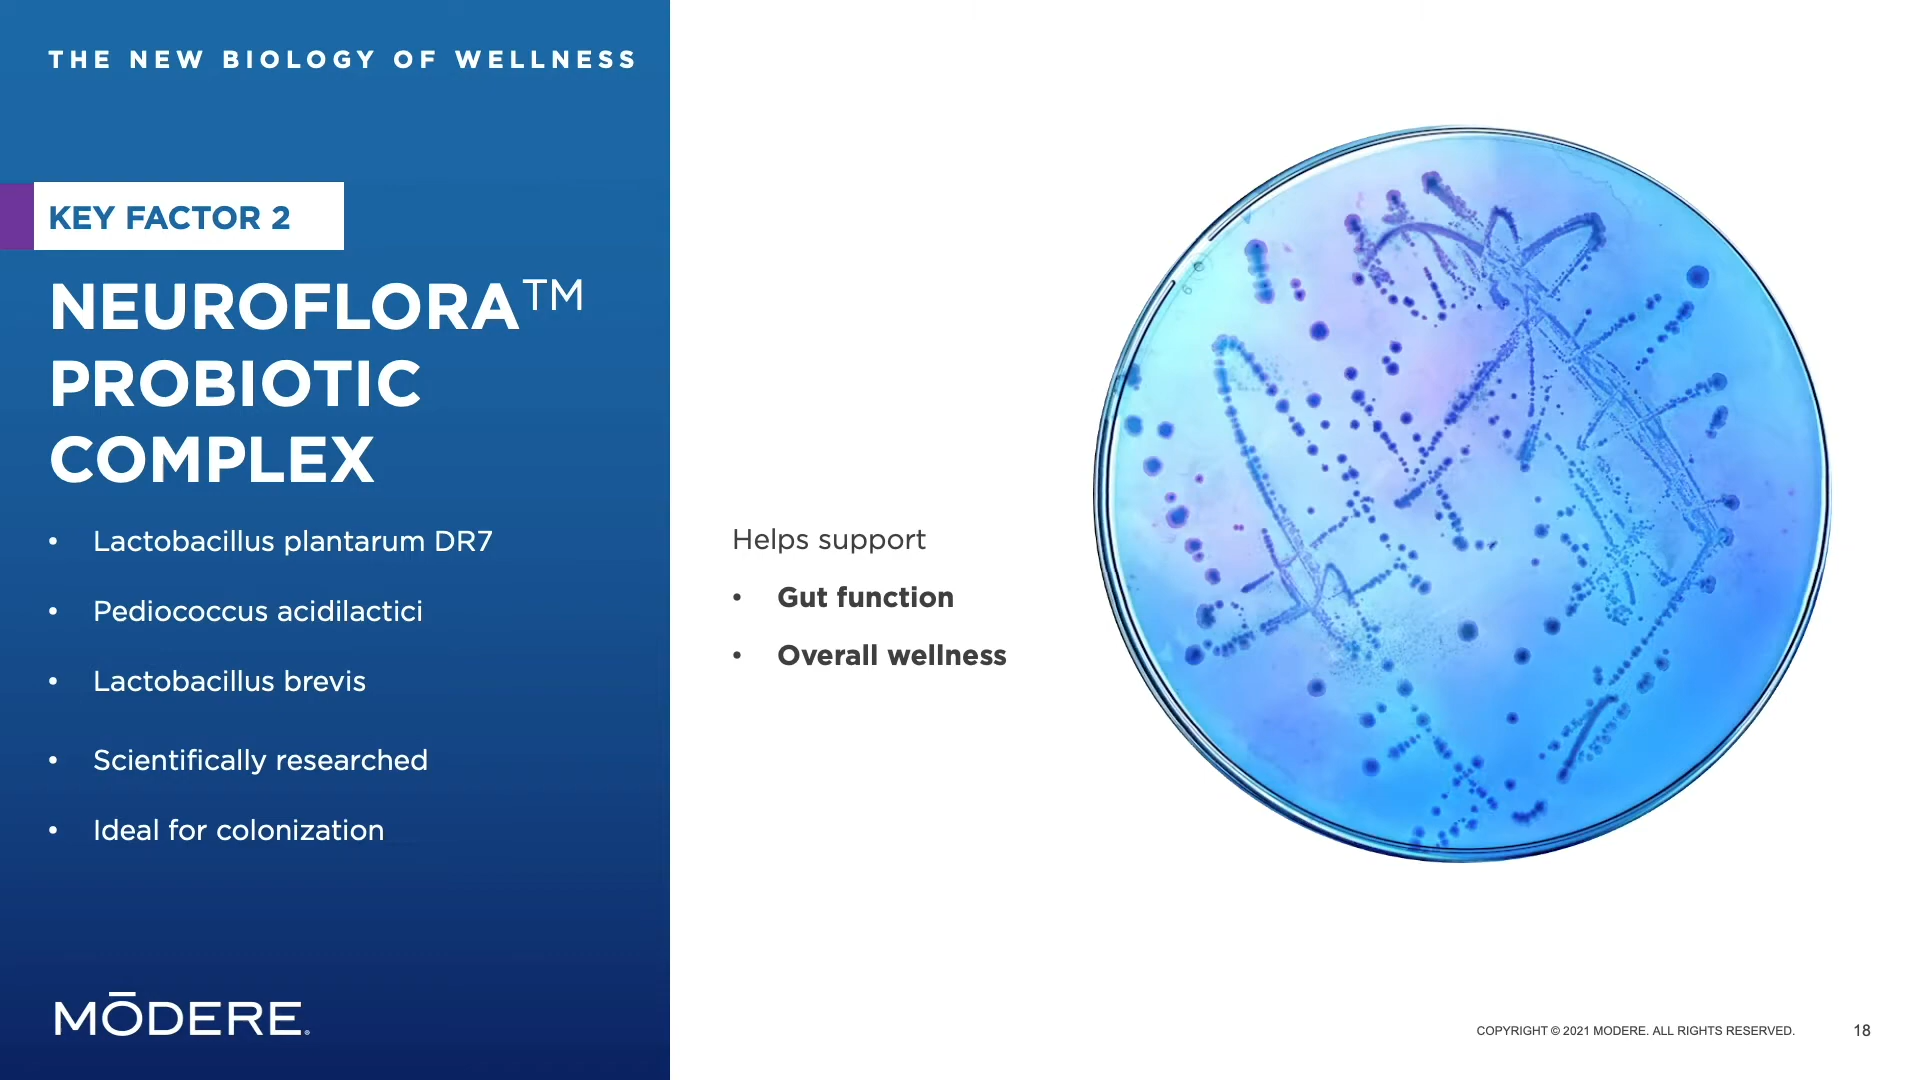 THE NEW BIOLOGY OF WELLNESS
KEY FACTOR 2
NEUROFLORA™
PROBIOTIC
COMPLEX
• Lactobacillus plantarum DR7
• Pediococcus acidilactici
• Lactobacillus brevis
• Scientifically researched
• Ideal for colonization
MŌDERE.
Helps support
• Gut function
• Overall wellness
COPYRIGHT © 2021 MODERE. ALL RIGHTS RESERVED.
18